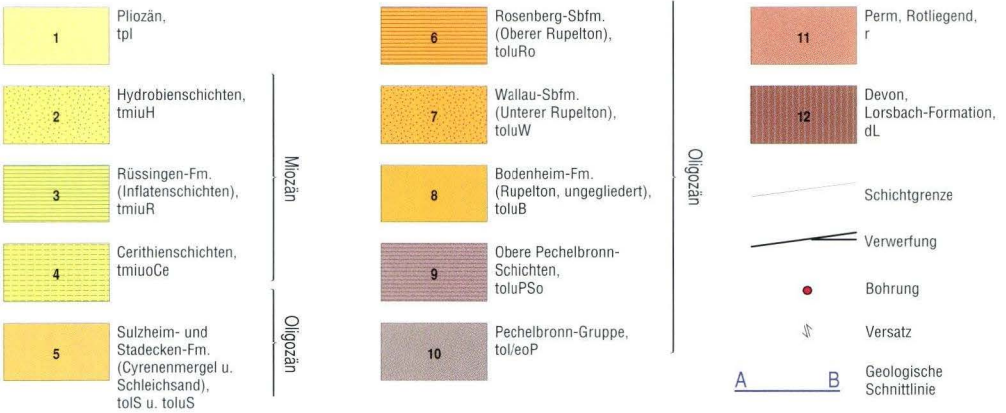 1
Pliozän,
tpl
2
Hydrobienschichten,
tmiuH
3
Rüssingen-Fm.
(Inflatenschichten),
tmiuR
4
Cerithienschichten,
tmiuoCe
Miozän
5
Sulzheim- und
Stadecken-Fm.
(Cyrenenmergel u.
Schleichsand),
tolS u. toluS
Oligozän
6
Rosenberg-Sbfm.
(Oberer Rupelton),
toluRo
7
Wallau-Sbfm.
(Unterer Rupelton),
toluW
8
Bodenheim-Fm.
(Rupelton, ungegliedert),
toluB
9
Obere Pechelbronn-
Schichten,
toluPSo
10
Pechelbronn-Gruppe,
tol/eoP
Oligozän
11
Perm, Rotliegend,
r
12
Devon,
Lorsbach-Formation,
dL
Schichtgrenze
Verwerfung
Bohrung
Versatz
A B
Geologische
Schnittlinie